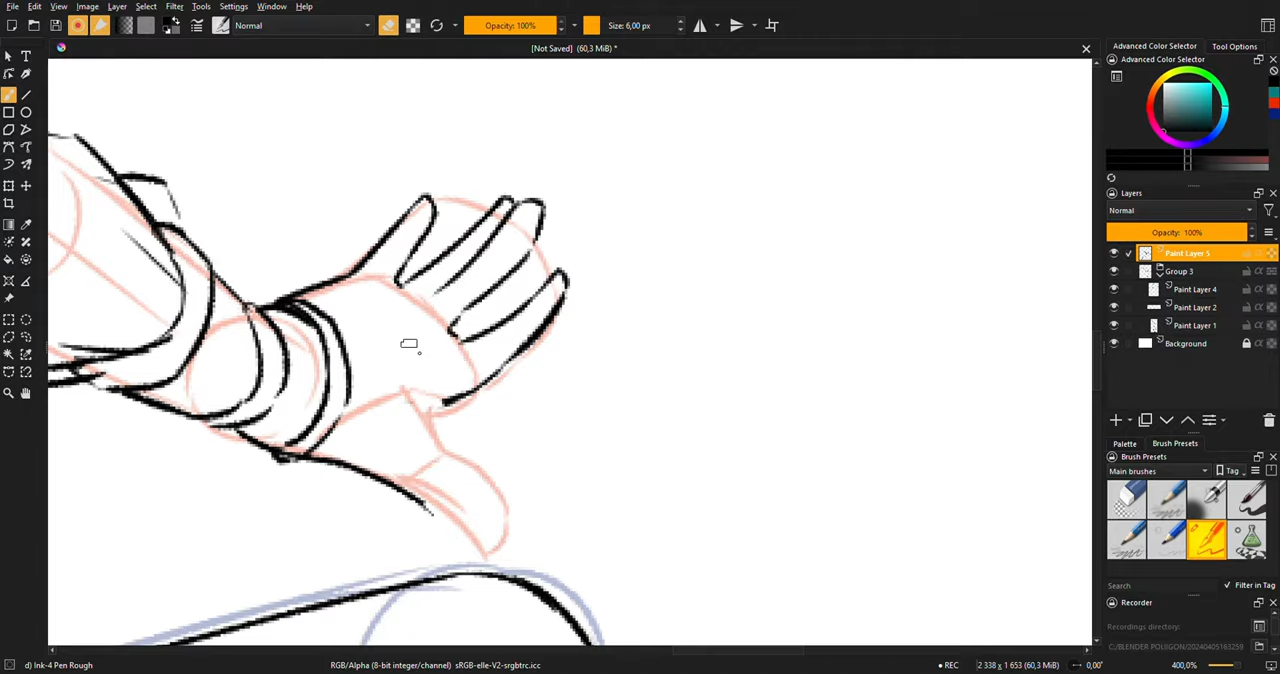 File Edit View Image Layer Select Filter Tools Settings Window Help
Normal Opacity: 100% Size: 6,00 px
[Not Saved] (60,3 MiB) *
Advanced Color Selector Tool Options
Advanced Color Selector
Layers
Normal
Opacity: 100%
Paint Layer 5
Group 3
Paint Layer 4
Paint Layer 2
Paint Layer 1
Background
Palette Brush Presets
Brush Presets
Main brushes Tag
Search Filter in Tag
Recorder
Recordings directory:
C:/BLENDER POLIIGON/20240405163259
d) Ink-4 Pen Rough RGB/Alpha (8-bit integer/channel) sRGB-elle-V2-srgbtrc.icc REC 2 338 x 1 653 (60,3 MiB) 0,00° 400,0%